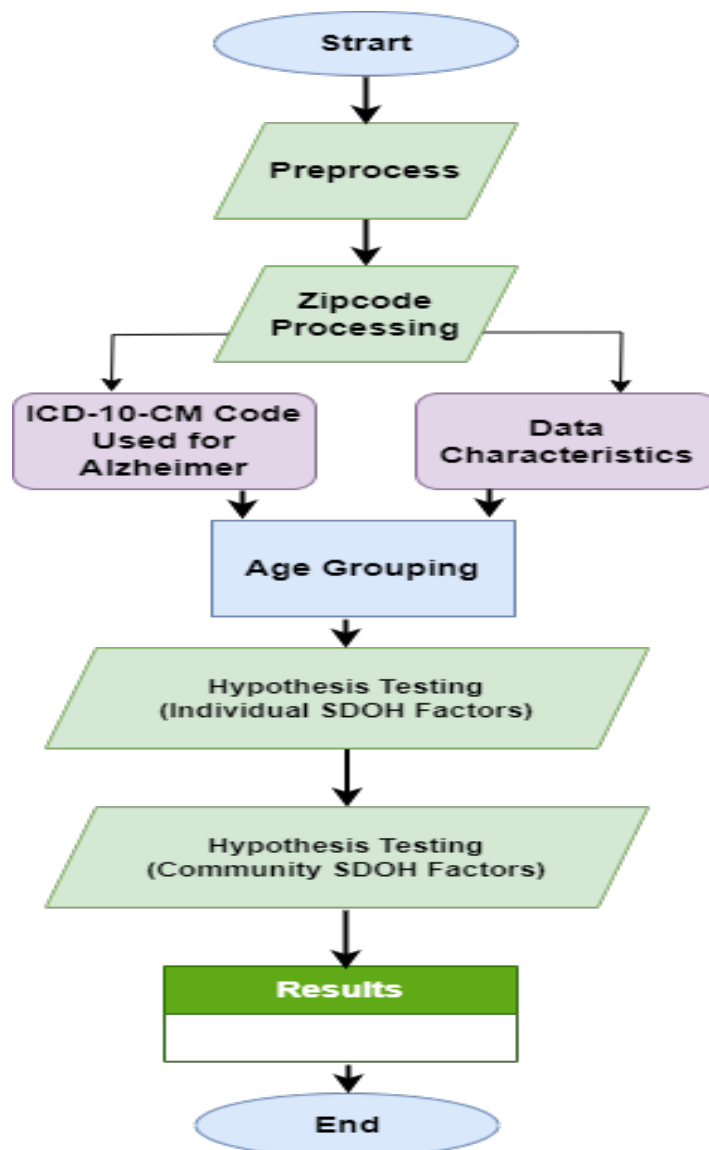 Strart
Preprocess
Zipcode
Processing
ICD-10-CM Code
Used for
Alzheimer
Data
Characteristics
Age Grouping
Hypothesis Testing
(Individual SDOH Factors)
Hypothesis Testing
(Community SDOH Factors)
Results
End